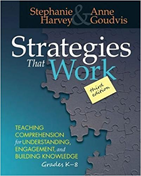 Stephanie Harvey & Anne Goudvis
Strategies
That Work
third edition
TEACHING
COMPREHENSION
for UNDERSTANDING,
ENGAGEMENT, and
BUILDING KNOWLEDGE
Grades K–8